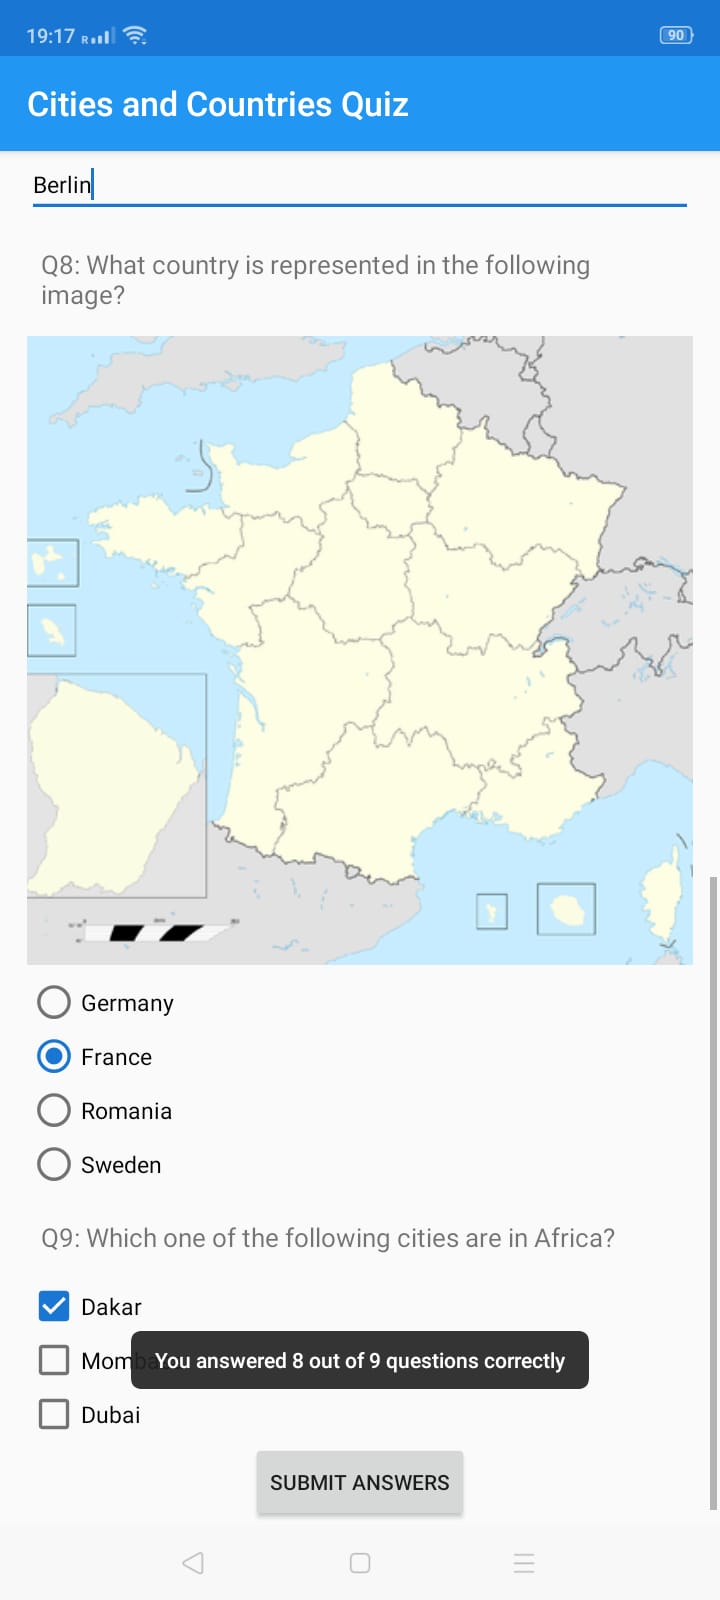 19:17 R 90
Cities and Countries Quiz
Berlin
Q8: What country is represented in the following
image?
Germany
France
Romania
Sweden
Q9: Which one of the following cities are in Africa?
Dakar
You answered 8 out of 9 questions correctly
Dubai
SUBMIT ANSWERS